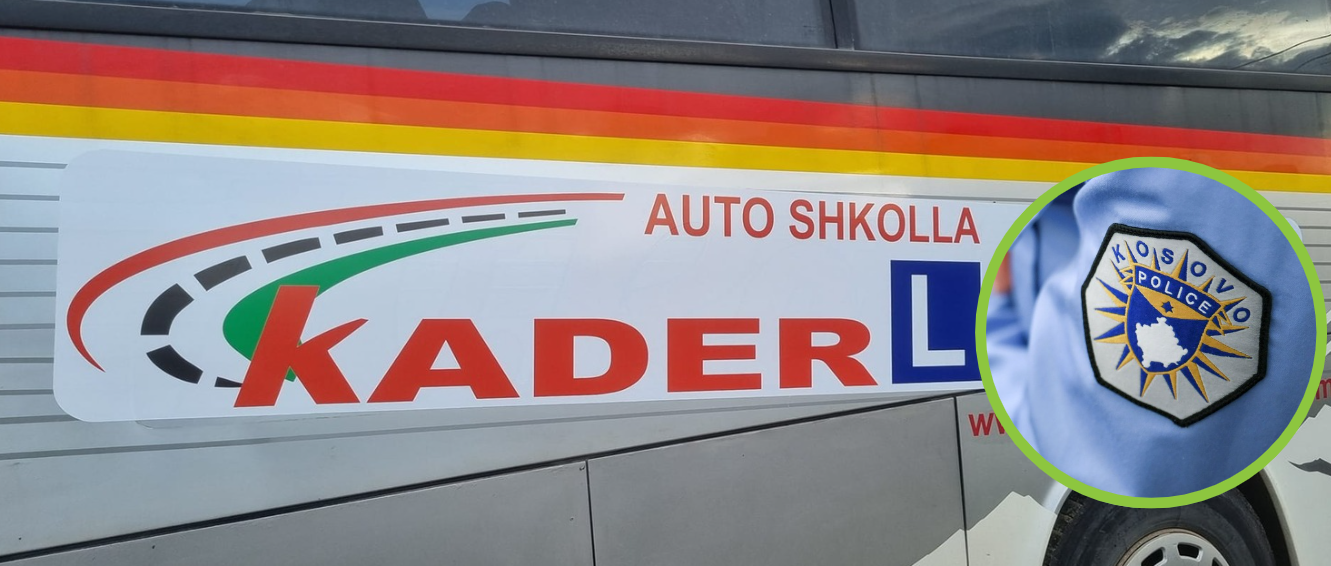 AUTO SHKOLLA
KADER L
KOSOVO
POLICE